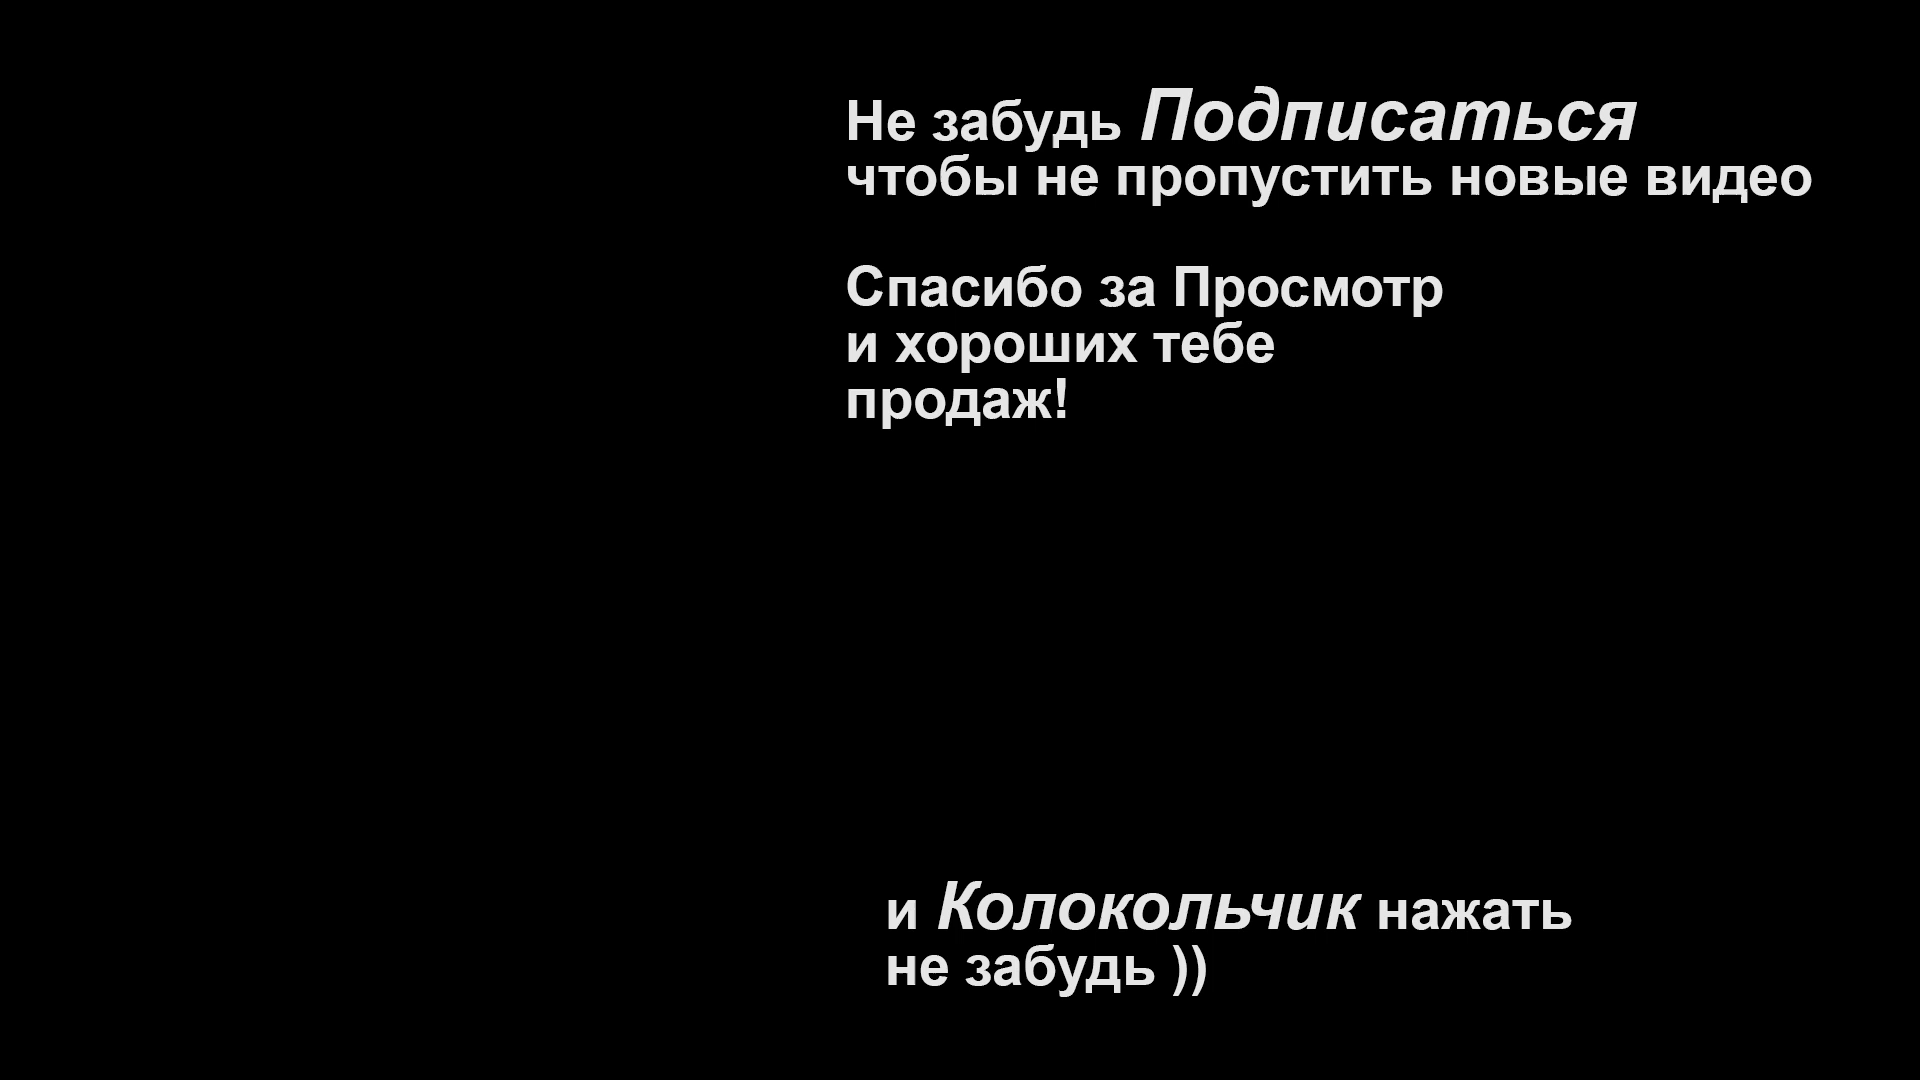 Не забудь Подписаться
чтобы не пропустить новые видео
Спасибо за Просмотр
и хороших тебе
продаж!
и Колокольчик нажать
не забудь ))